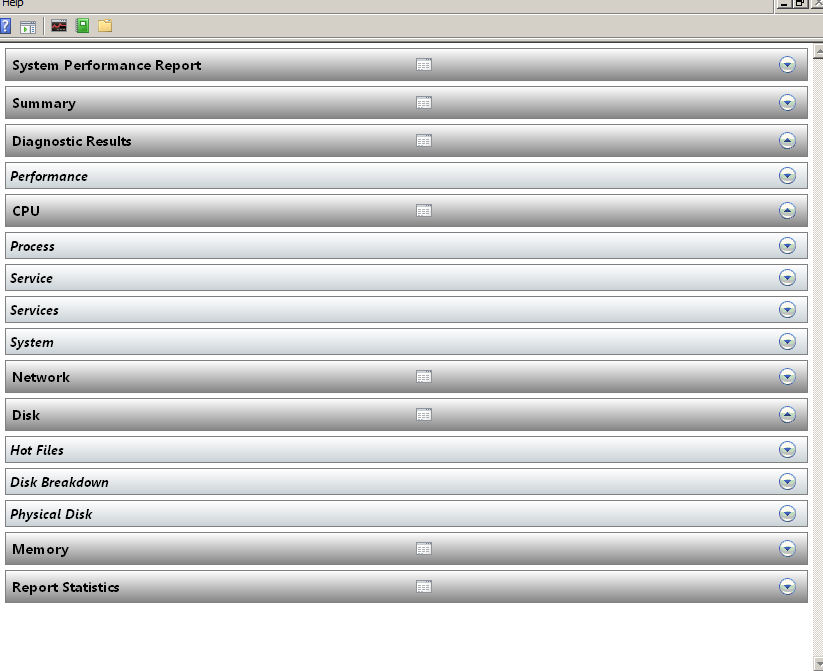 Help
?
System Performance Report
Summary
Diagnostic Results
Performance
CPU
Process
Service
Services
System
Network
Disk
Hot Files
Disk Breakdown
Physical Disk
Memory
Report Statistics